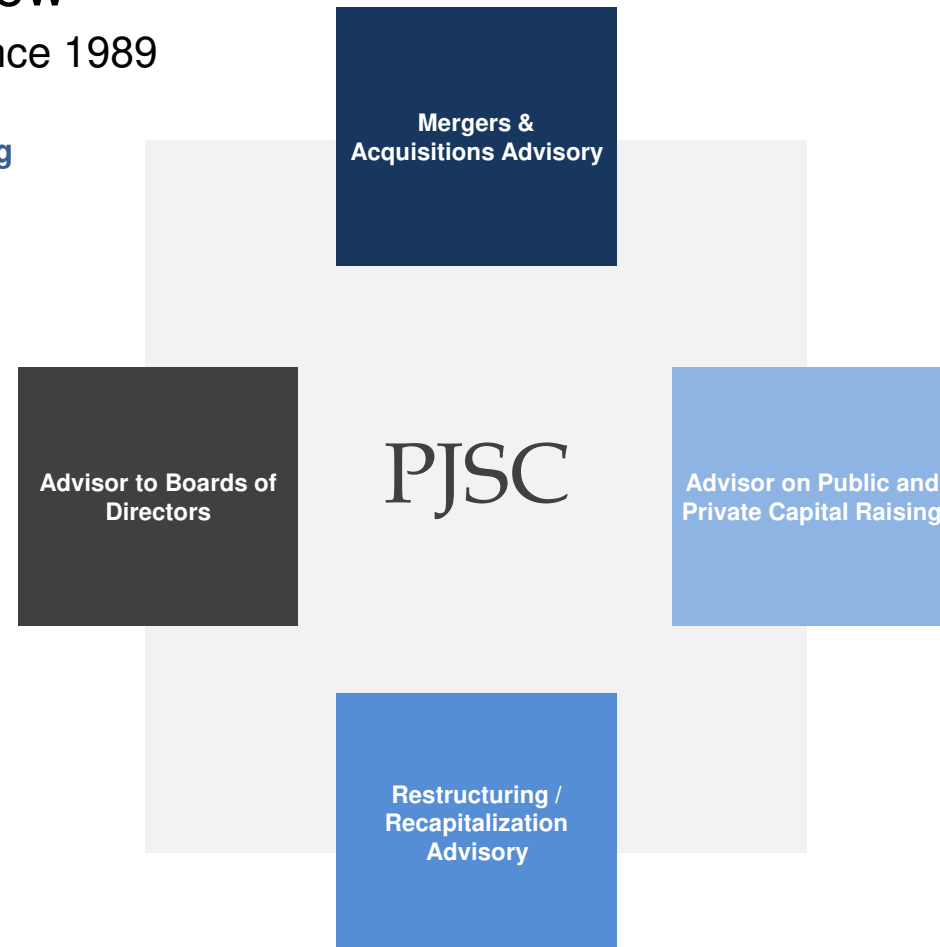 nce 1989
g
Mergers &
Acquisitions Advisory
Advisor to Boards of
Directors
PJSC
Advisor on Public and
Private Capital Raising
Restructuring /
Recapitalization
Advisory